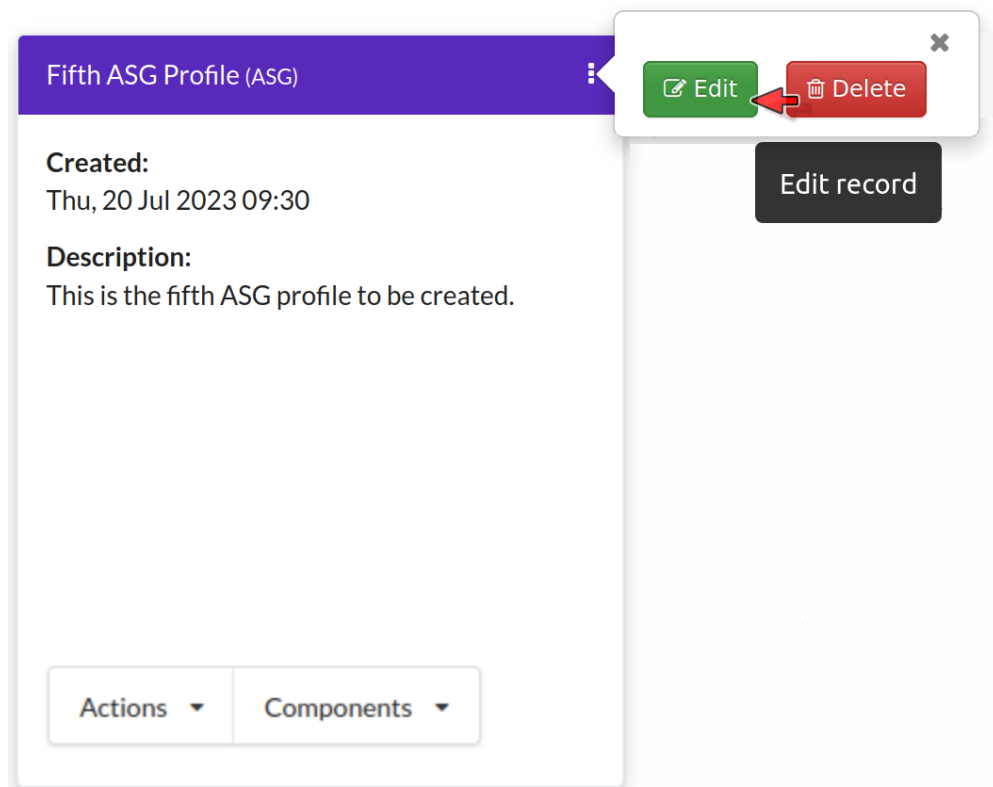 Fifth ASG Profile (ASG)
Edit
Delete
Edit record
Created:
Thu, 20 Jul 2023 09:30
Description:
This is the fifth ASG profile to be created.
Actions
Components